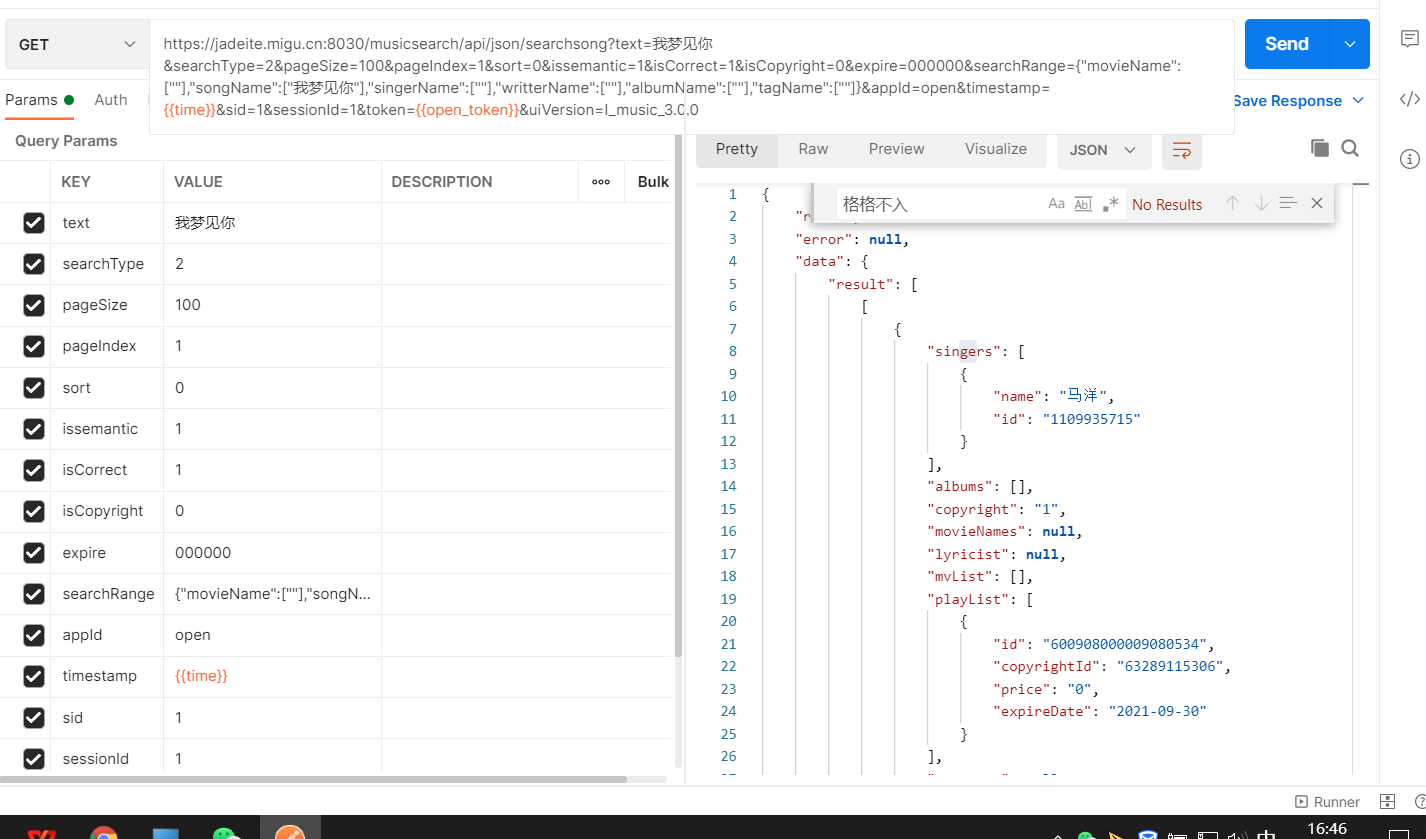 GET
https://jadeite.migu.cn:8030/musicsearch/api/json/searchsong?text=我梦见你
&searchType=2&pageSize=100&pageIndex=1&sort=0&issemantic=1&isCorrect=1&isCopyright=0&expire=000000&searchRange={"movieName":
[""],"songName":["我梦见你"],"singerName":[""],"writterName":[""],"albumName":[""],"tagName":[""]}&appId=open&timestamp=
{{time}}&sid=1&sessionId=1&token={{open_token}}&uiVersion=I_music_3.0.0
Send
Params Auth
Save Response
Query Params
KEY VALUE DESCRIPTION ooo Bulk
text 我梦见你
searchType 2
pageSize 100
pageIndex 1
sort 0
issemantic 1
isCorrect 1
isCopyright 0
expire 000000
searchRange {"movieName":[""],"songN...
appId open
timestamp {{time}}
sid 1
sessionId 1
Pretty Raw Preview Visualize JSON
格格不入 Aa Abl .* No Results
1 {
2 "r
3 "error": null,
4 "data": {
5 "result": [
6 [
7 {
8 "singers": [
9 {
10 "name": "马洋",
11 "id": "1109935715"
12 }
13 ],
14 "albums": [],
15 "copyright": "1",
16 "movieNames": null,
17 "lyricist": null,
18 "mvList": [],
19 "playList": [
20 {
21 "id": "600908000009080534",
22 "copyrightId": "63289115306",
23 "price": "0",
24 "expireDate": "2021-09-30"
25 }
26 ],
Runner
中
16:46